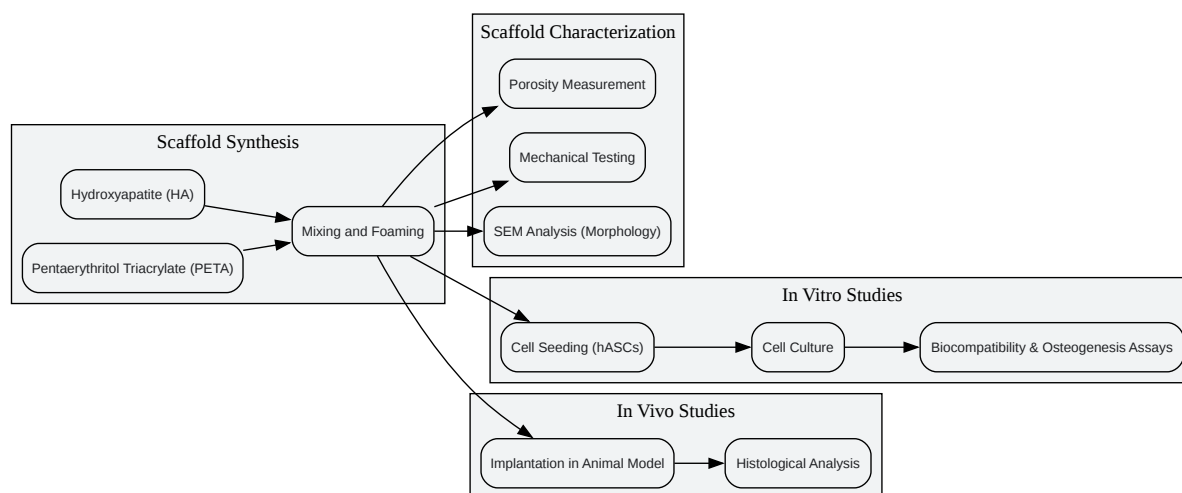 Scaffold Synthesis
Hydroxyapatite (HA)
Pentaerythritol Triacrylate (PETA)
Mixing and Foaming
Scaffold Characterization
Porosity Measurement
Mechanical Testing
SEM Analysis (Morphology)
In Vitro Studies
Cell Seeding (hASCs)
Cell Culture
Biocompatibility & Osteogenesis Assays
In Vivo Studies
Implantation in Animal Model
Histological Analysis